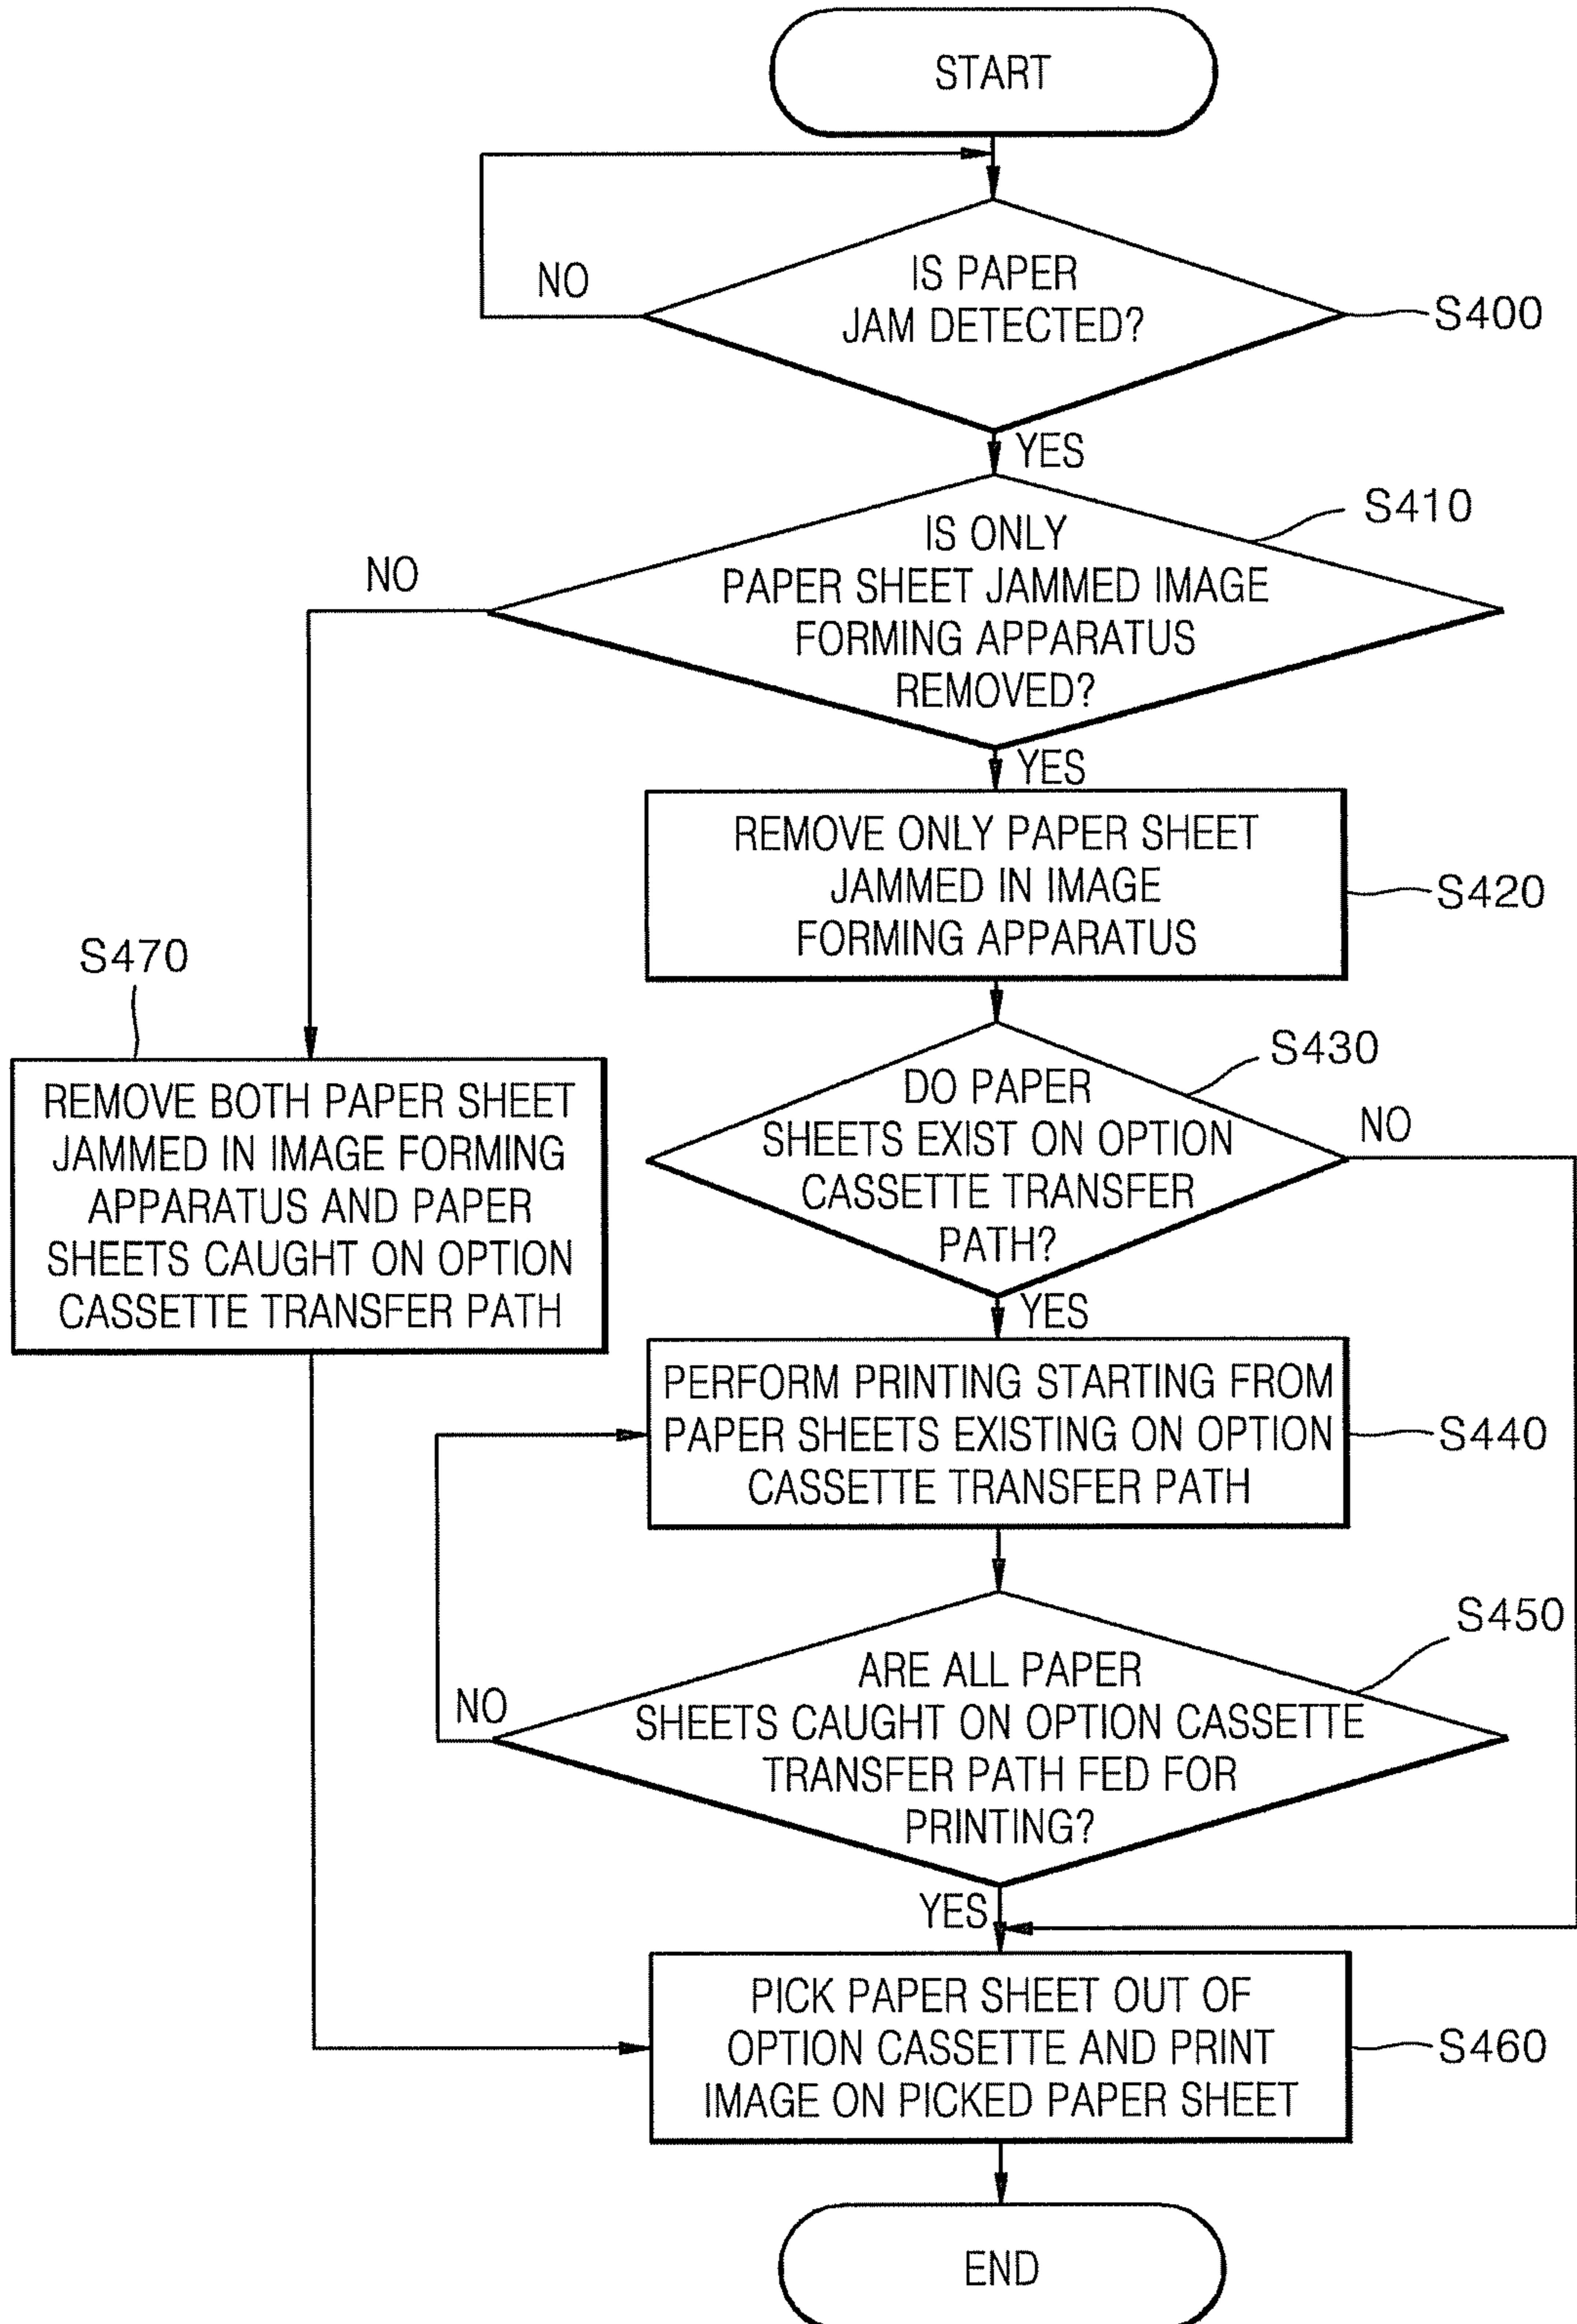 START
NO
IS PAPER
JAM DETECTED?
S400
YES
S410
NO
IS ONLY
PAPER SHEET JAMMED IMAGE
FORMING APPARATUS
REMOVED?
YES
REMOVE ONLY PAPER SHEET
JAMMED IN IMAGE
FORMING APPARATUS
S420
S470
REMOVE BOTH PAPER SHEET
JAMMED IN IMAGE FORMING
APPARATUS AND PAPER
SHEETS CAUGHT ON OPTION
CASSETTE TRANSFER PATH
S430
DO PAPER
SHEETS EXIST ON OPTION
CASSETTE TRANSFER
PATH?
NO
YES
PERFORM PRINTING STARTING FROM
PAPER SHEETS EXISTING ON OPTION
CASSETTE TRANSFER PATH
S440
S450
NO
ARE ALL PAPER
SHEETS CAUGHT ON OPTION CASSETTE
TRANSFER PATH FED FOR
PRINTING?
YES
PICK PAPER SHEET OUT OF
OPTION CASSETTE AND PRINT
IMAGE ON PICKED PAPER SHEET
S460
END